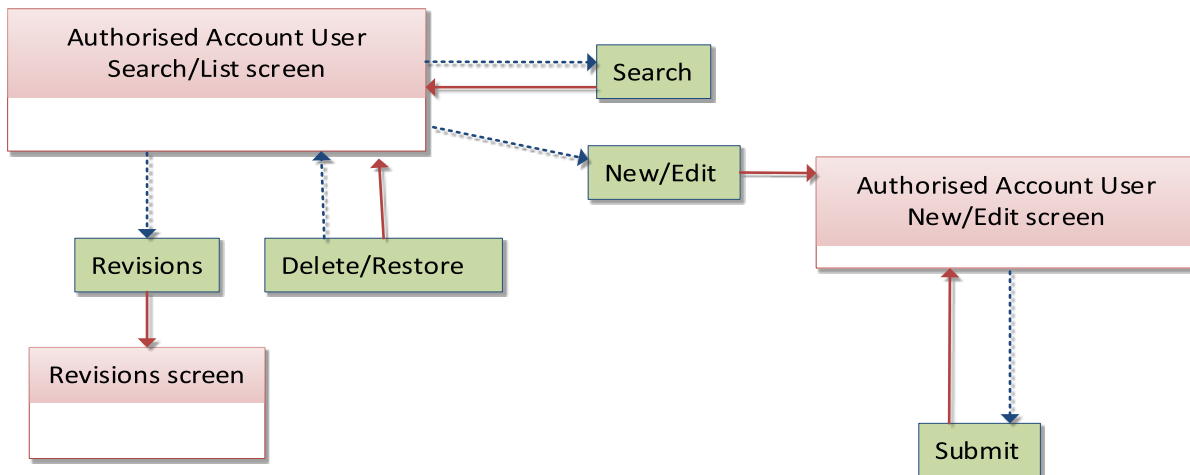 Authorised Account User
Search/List screen
Search
New/Edit
Authorised Account User
New/Edit screen
Revisions
Delete/Restore
Revisions screen
Submit